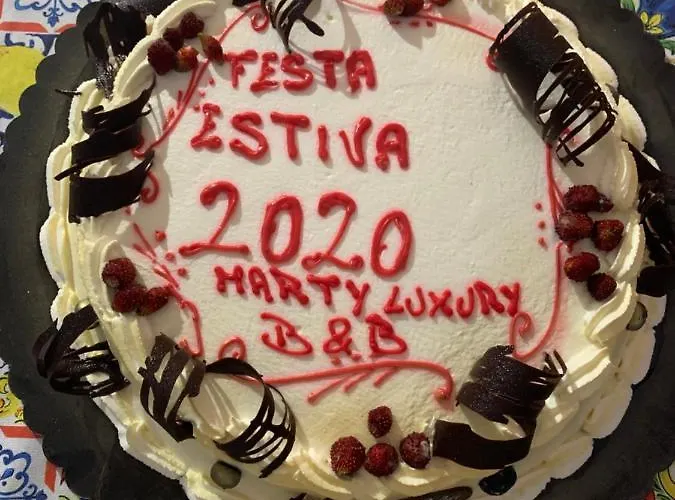 FESTA
ESTIVA
2020
MARTY LUXURY
B & B